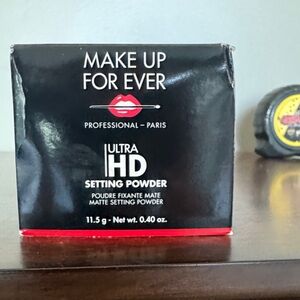 MAKE UP
FOR EVER
PROFESSIONAL – PARIS
ULTRA
HD
SETTING POWDER
POUDRE FIXANTE MATE
MATTE SETTING POWDER
11.5 g - Net wt. 0.40 oz.